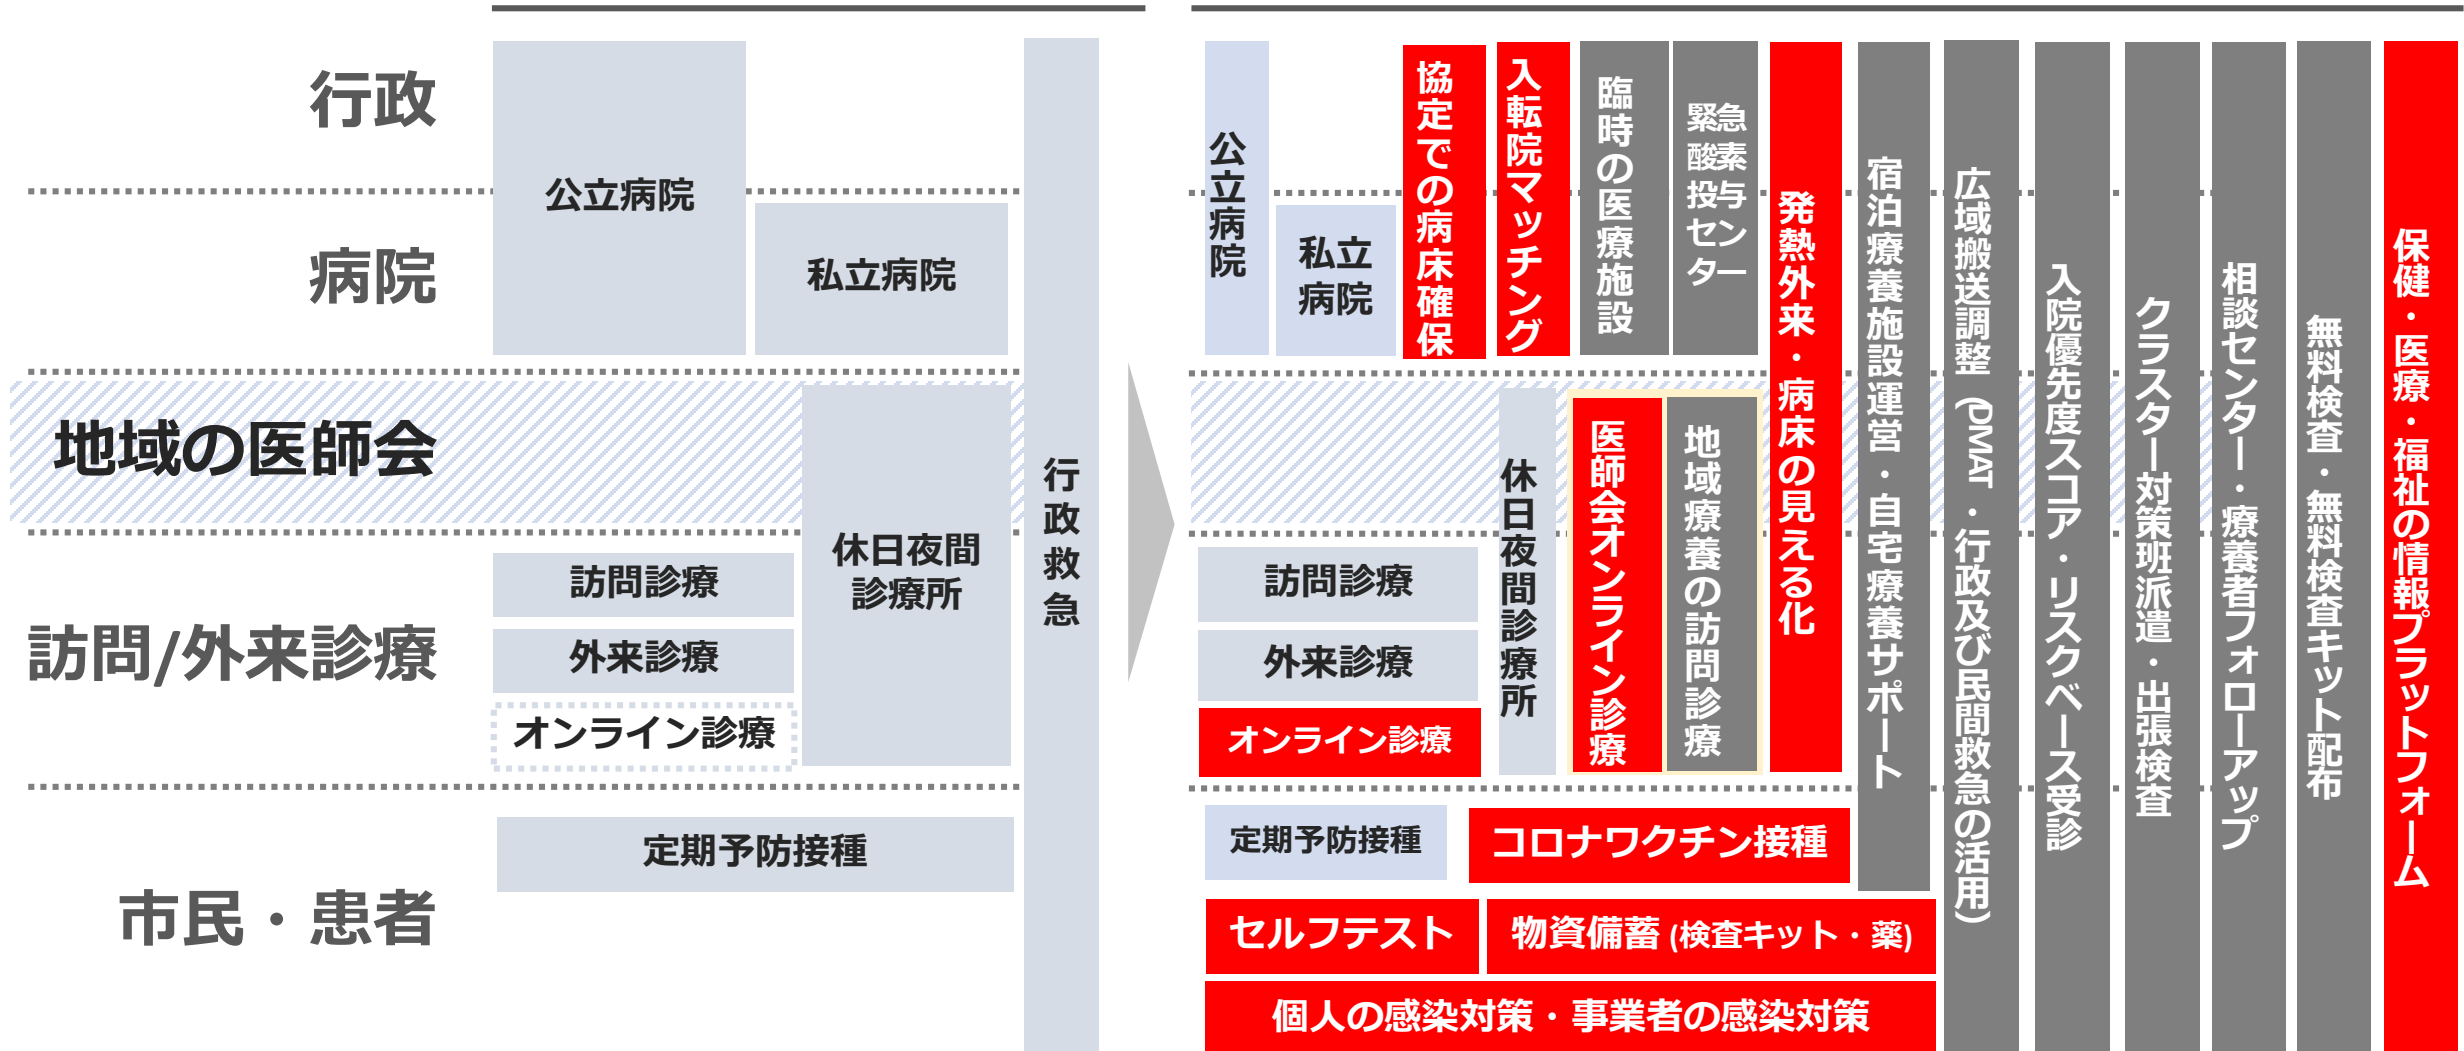 行政
病院
地域の医師会
訪問/外来診療
市民・患者
公立病院
私立病院
休日夜間
診療所
訪問診療
外来診療
オンライン診療
定期予防接種
行政救急
公立病院
私立
病院
協定での病床確保
入転院マッチング
臨時の医療施設
緊急
酸素
投与
センター
発熱外来・病床の見える化
宿泊療養施設運営・自宅療養サポート
広域搬送調整（DMAT・行政及び民間救急の活用）
入院優先度スコア・リスクベース受診
クラスター対策班派遣・出張検査
相談センター・療養者フォローアップ
無料検査・無料検査キット配布
保健・医療・福祉の情報プラットフォーム
休日夜間診療所
医師会オンライン診療
地域療養の訪問診療
訪問診療
外来診療
オンライン診療
定期予防接種
コロナワクチン接種
セルフテスト
物資備蓄 (検査キット・薬)
個人の感染対策・事業者の感染対策